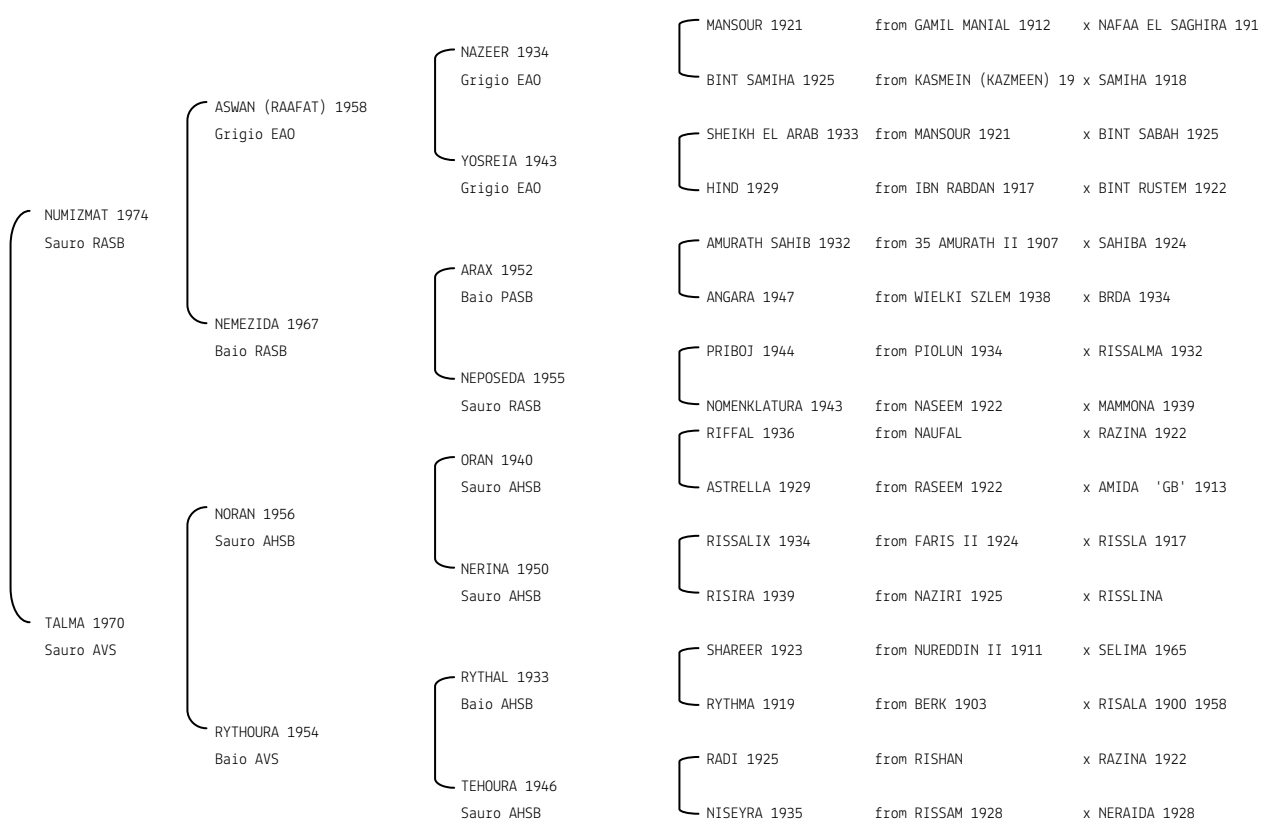 MANSOUR 1921 from GAMIL MANIAL 1912 x NAFAA EL SAGHIRA 191
NAZEER 1934
Grigio EAO BINT SAMIHA 1925 from KASMEIN (KAZMEEN) 19 x SAMIHA 1918
ASWAN (RAAFAT) 1958
Grigio EAO SHEIKH EL ARAB 1933 from MANSOUR 1921 x BINT SABAH 1925
YOSREIA 1943
Grigio EAO HIND 1929 from IBN RABDAN 1917 x BINT RUSTEM 1922
NUMIZMAT 1974
Sauro RASB AMURATH SAHIB 1932 from 35 AMURATH II 1907 x SAHIBA 1924
ARAX 1952
Baio PASB ANGARA 1947 from WIELKI SZLEM 1938 x BRDA 1934
NEMEZIDA 1967
Baio RASB PRIBOJ 1944 from PIOLUN 1934 x RISSALMA 1932
NEPOSEDA 1955
Sauro RASB NOMENKLATURA 1943 from NASEEM 1922 x MAMMONA 1939
RIFFAL 1936 from NAUFAL x RAZINA 1922
ORAN 1940
Sauro AHSB ASTRELLA 1929 from RASEEM 1922 x AMIDA 'GB' 1913
NORAN 1956
Sauro AHSB RISSALIX 1934 from FARIS II 1924 x RISSLA 1917
NERINA 1950
Sauro AHSB RISIRA 1939 from NAZIRI 1925 x RISSLINA
TALMA 1970
Sauro AVS SHAREER 1923 from NUREDDIN II 1911 x SELIMA 1965
RYTHAL 1933
Baio AHSB RYTHMA 1919 from BERK 1903 x RISALA 1900 1958
RYTHOURA 1954
Baio AVS RADI 1925 from RISHAN x RAZINA 1922
TEHOURA 1946
Sauro AHSB NISEYRA 1935 from RISSAM 1928 x NERAIDA 1928